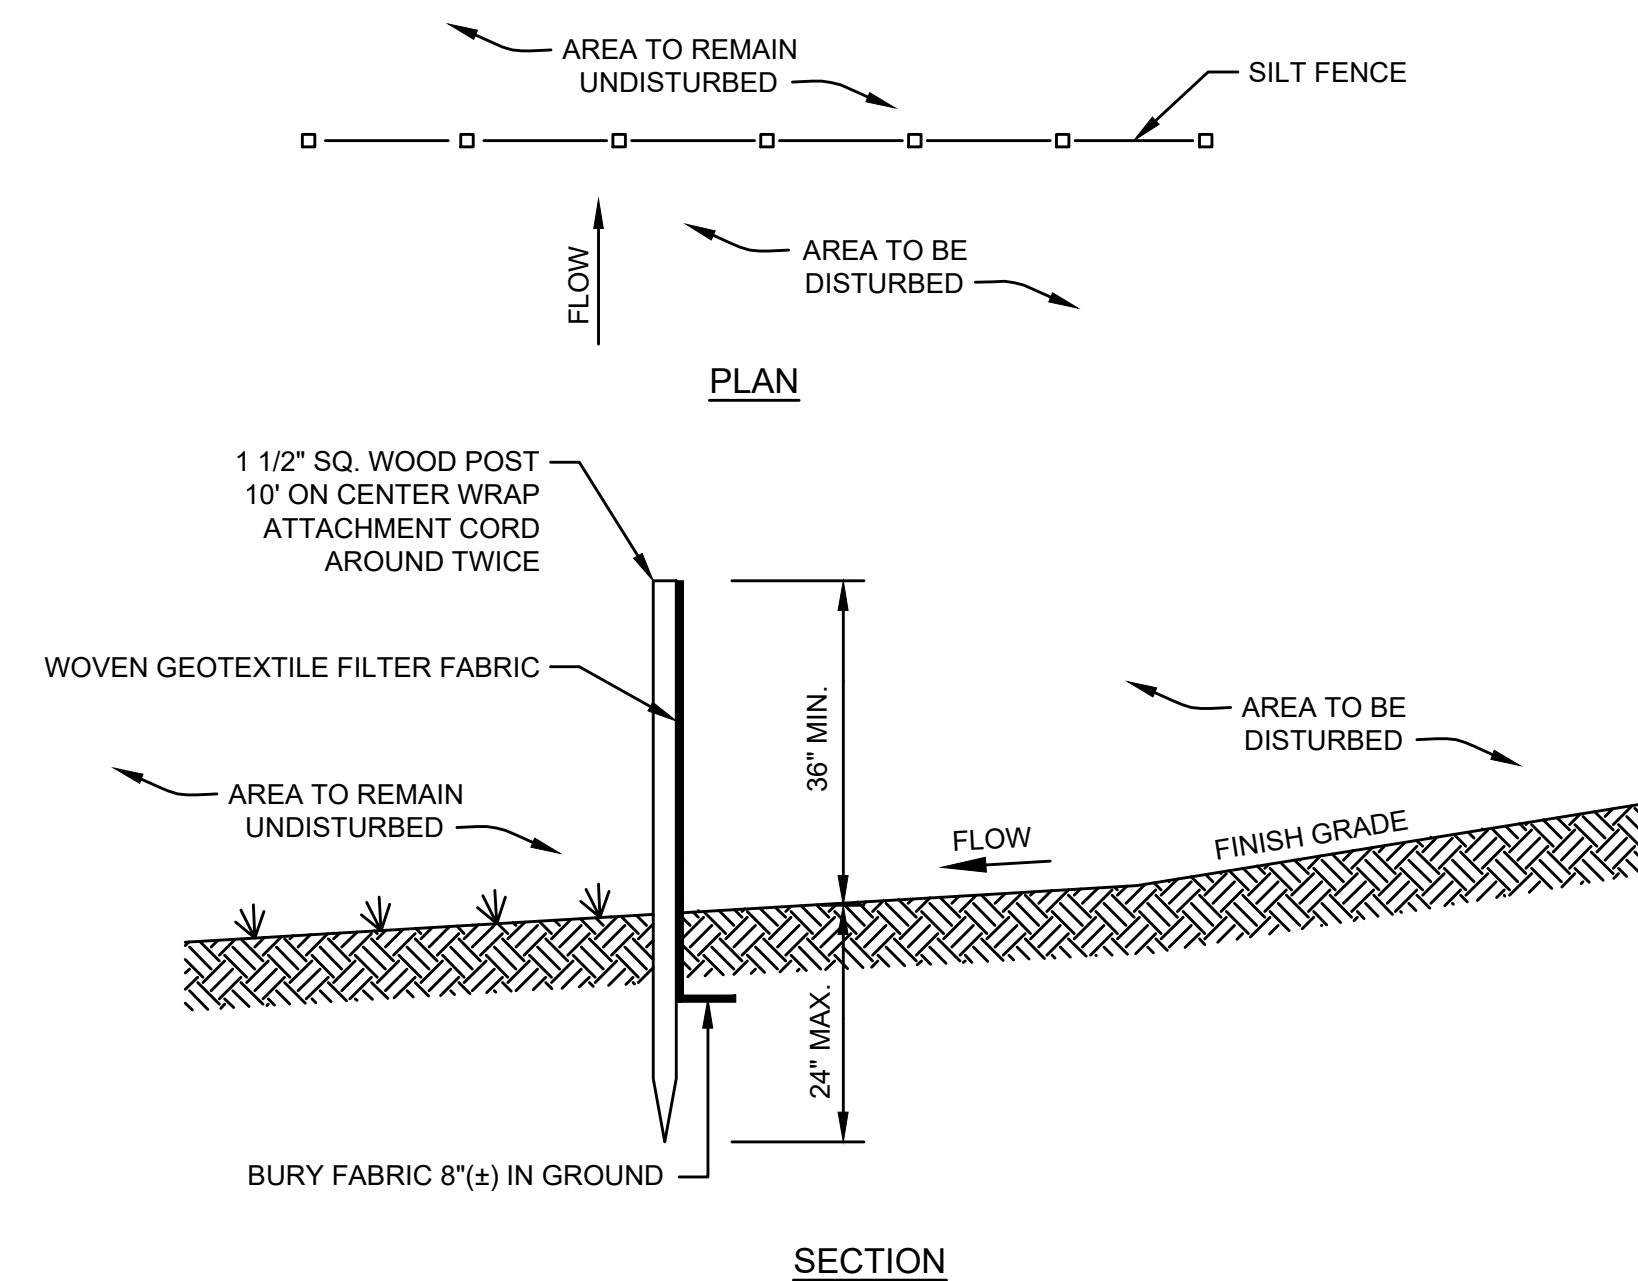 AREA TO REMAIN
UNDISTURBED
SILT FENCE
FLOW
AREA TO BE
DISTURBED
PLAN
1 1/2" SQ. WOOD POST
10' ON CENTER WRAP
ATTACHMENT CORD
AROUND TWICE
WOVEN GEOTEXTILE FILTER FABRIC
36" MIN.
AREA TO BE
DISTURBED
AREA TO REMAIN
UNDISTURBED
FLOW
FINISH GRADE
24" MAX.
BURY FABRIC 8"(±) IN GROUND
SECTION